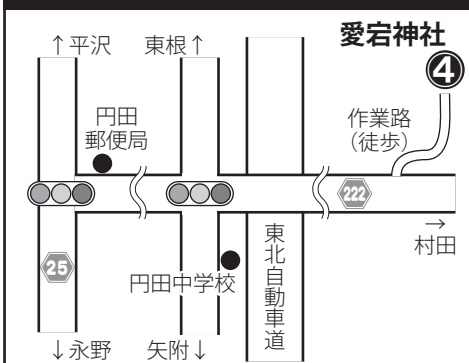 愛宕神社
4
↑平沢
東根↑
円田
郵便局
作業路
(徒歩)
222
→
村田
25
円田中学校
東北自動車道
↓永野
矢附↓